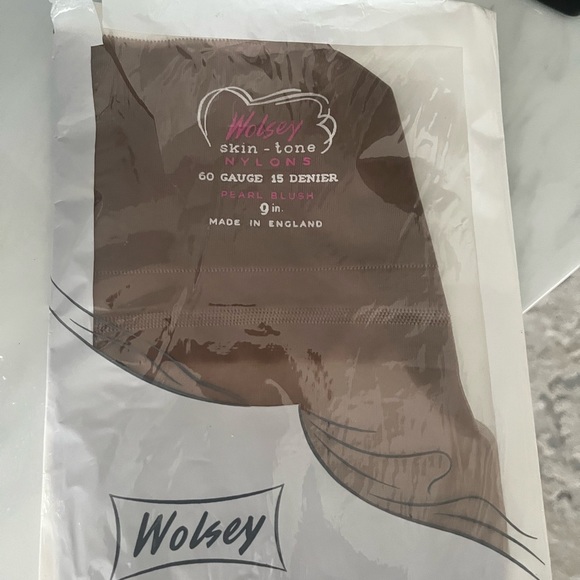 Wolsey
skin-tone
NYLONS
60 GAUGE 15 DENIER
PEARL BLUSH
9 in.
MADE IN ENGLAND
Wolsey